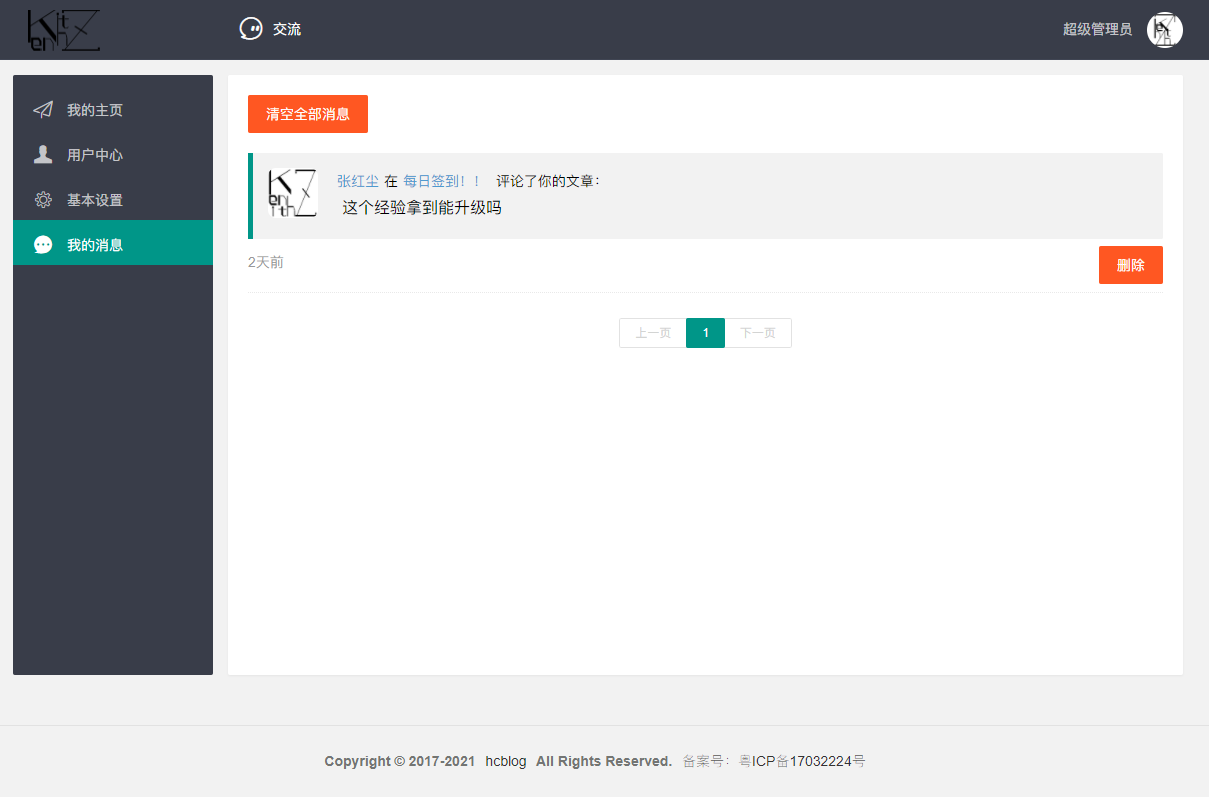 交流
超级管理员
我的主页
用户中心
基本设置
我的消息
清空全部消息
张红尘 在 每日签到！！ 评论了你的文章：
这个经验拿到能升级吗
2天前
删除
上一页 1 下一页
Copyright © 2017-2021 hcblog All Rights Reserved. 备案号：粤ICP备17032224号